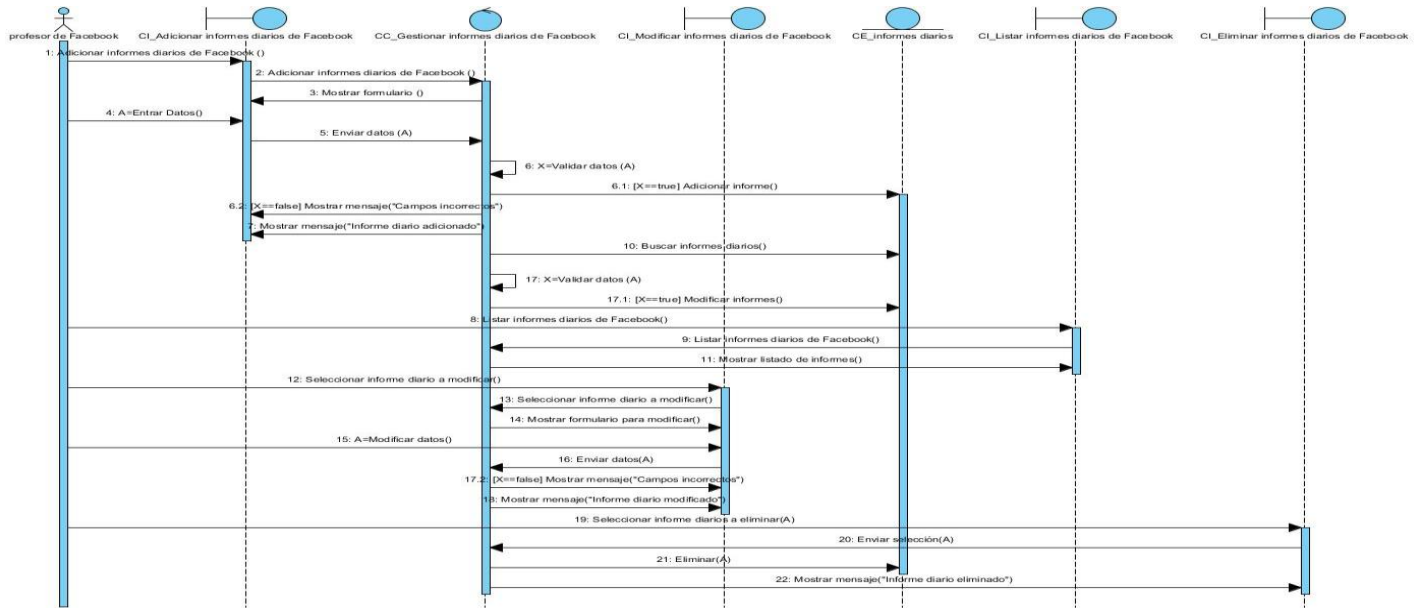 profesor de Facebook
CI_Adicionar informes diarios de Facebook
CC_Gestionar informes diarios de Facebook
CI_Modificar informes diarios de Facebook
CE_informes diarios
CI_Listar informes diarios de Facebook
CI_Eliminar informes diarios de Facebook
1: Adicionar informes diarios de Facebook ()
2: Adicionar informes diarios de Facebook ()
3: Mostrar formulario ()
4: A=Entrar Datos()
5: Enviar datos (A)
6: X=Validar datos (A)
6.1: [X==true] Adicionar informe()
6.2: [X==false] Mostrar mensaje("Campos incorrectos")
7: Mostrar mensaje("Informe diario adicionado")
10: Buscar informes diarios()
17: X=Validar datos (A)
17.1: [X==true] Modificar informes()
8: Listar informes diarios de Facebook()
9: Listar informes diarios de Facebook()
11: Mostrar listado de informes()
12: Seleccionar informe diario a modificar()
13: Seleccionar informe diario a modificar()
14: Mostrar formulario para modificar()
15: A=Modificar datos()
16: Enviar datos(A)
17.2: [X==false] Mostrar mensaje("Campos incorrectos")
18: Mostrar mensaje("Informe diario modificado")
19: Seleccionar informe diarios a eliminar(A)
20: Enviar selección(A)
21: Eliminar(A)
22: Mostrar mensaje("Informe diario eliminado")